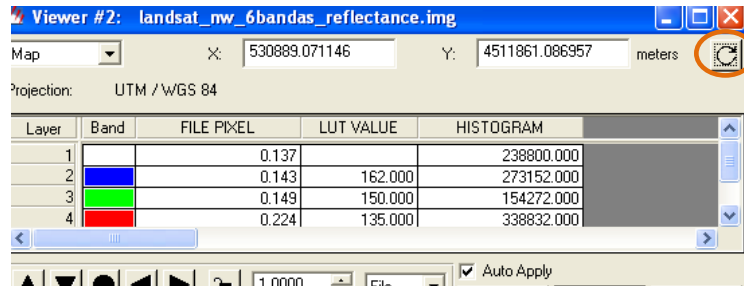 Viewer #2: landsat_nw_6bandas_reflectance.img
Map X: 530889.071146 Y: 4511861.086957 meters
Projection: UTM / WGS 84
Layer Band FILE PIXEL LUT VALUE HISTOGRAM
1 0.137 238800.000
2 0.143 162.000 273152.000
3 0.149 150.000 154272.000
4 0.224 135.000 338832.000
Auto Apply
1.0000 File